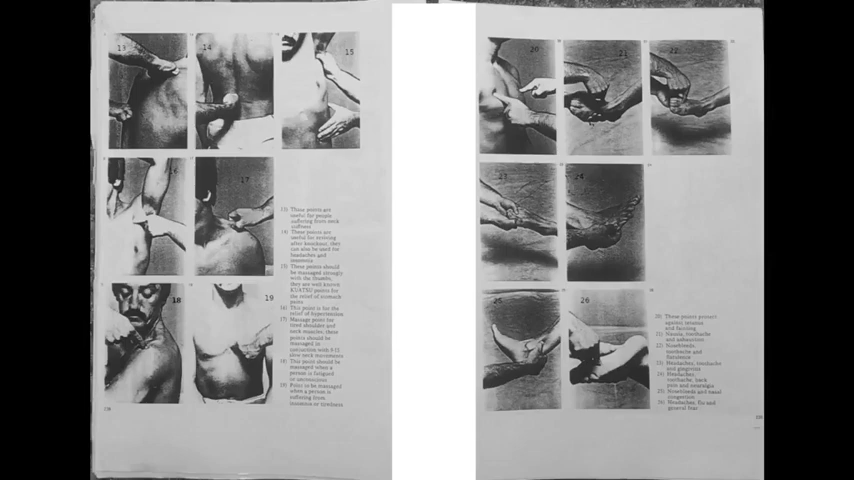 13
14
15
16
17
13) These points are
useful for people
suffering from neck
stiffness
14) These points are
useful for reviving
after knockout, they
can also be used for
headaches and
insomnia
15) These points should
be massaged strongly
with the thumbs,
they are well known
KUATSU points for
the relief of stomach
pains
16) This point is for the
relief of hypertension
17) Massage point for
tired shoulder and
neck muscles, these
points should be
massaged in
conjunction with
slow neck movements
18) This point should be
massaged when a
person is fatigued
or unconscious
19) Point to be massaged
when a person is
suffering from
nauseous or tiredness
18
19
20
21
22
23
24
25
26
20) These points protect
against nausea
and fainting
21) Nausea, toothache
and exhaustion
22) Nosebleeds,
toothache and
flatulence
23) Headaches, toothache
and gingivitis
24) Headaches,
toothache, back
pain and neuralgia
25) Nosebleeds and nasal
congestion
26) Headaches, flu and
general fear